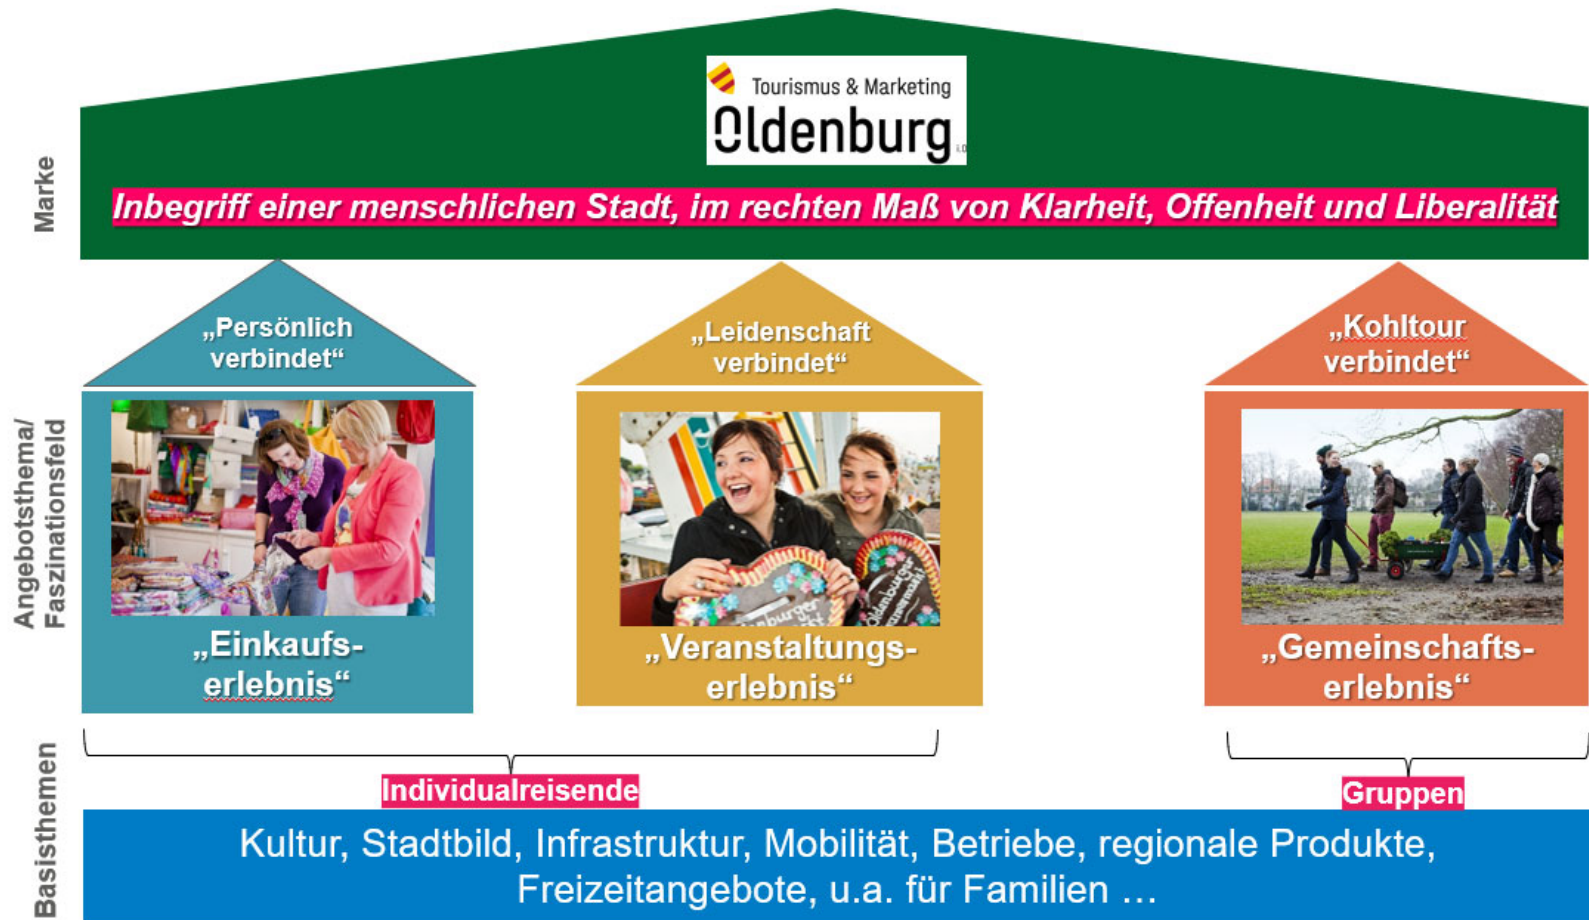 Tourismus & Marketing
Oldenburg
i.O
Marke
Inbegriff einer menschlichen Stadt, im rechten Maß von Klarheit, Offenheit und Liberalität
„Persönlich
verbindet“
„Leidenschaft
verbindet“
„Kohltour
verbindet“
Angebotsthema/
Faszinationsfeld
Oldenburger
„Einkaufs-
erlebnis“
„Veranstaltungs-
erlebnis“
„Gemeinschafts-
erlebnis“
Individualreisende
Gruppen
Basisthemen
Kultur, Stadtbild, Infrastruktur, Mobilität, Betriebe, regionale Produkte,
Freizeitangebote, u.a. für Familien …